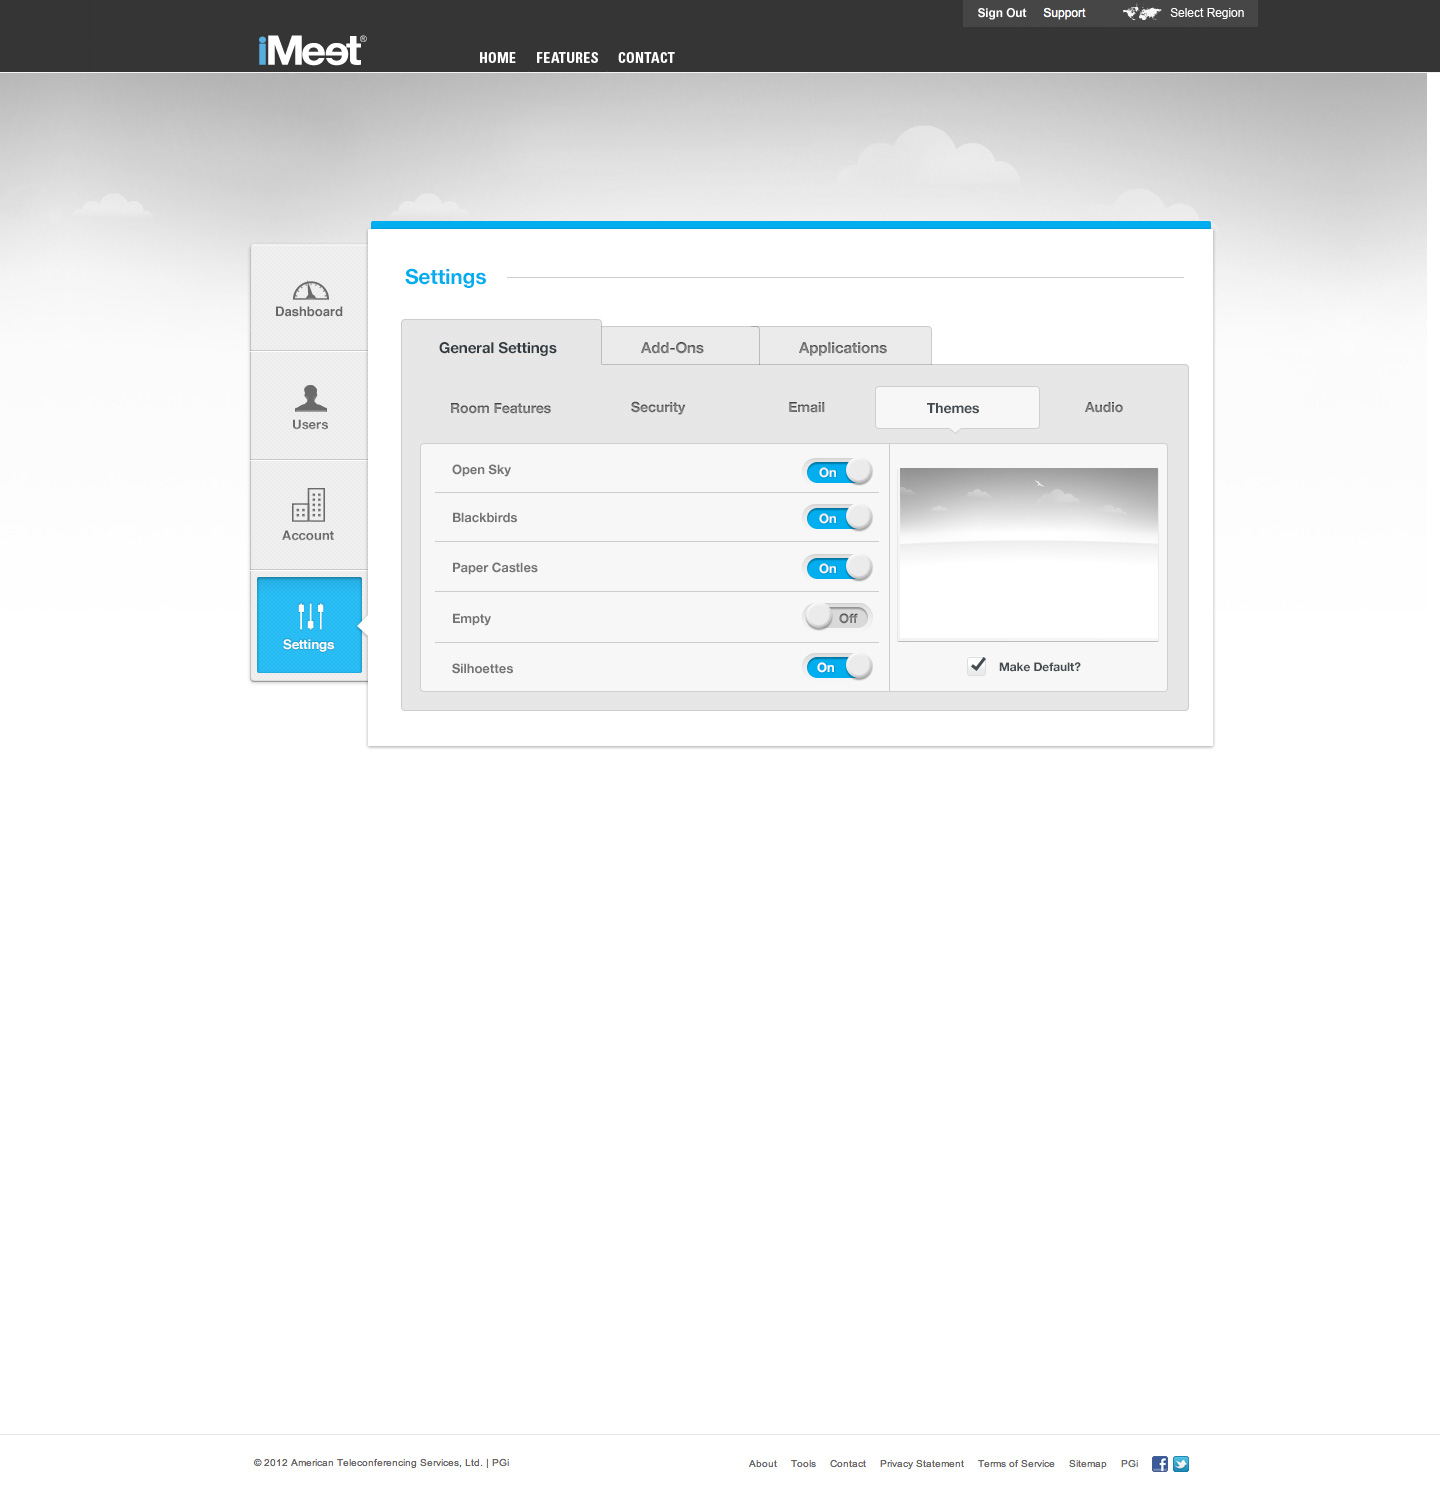 Sign Out Support Select Region
iMeet®
HOME FEATURES CONTACT
Settings
Dashboard
Users
Account
Settings
General Settings Add-Ons Applications
Room Features Security Email Themes Audio
Open Sky On
Blackbirds On
Paper Castles On
Empty Off
Silhoettes On
Make Default?
© 2012 American Teleconferencing Services, Ltd. | PGi
About Tools Contact Privacy Statement Terms of Service Sitemap PGi